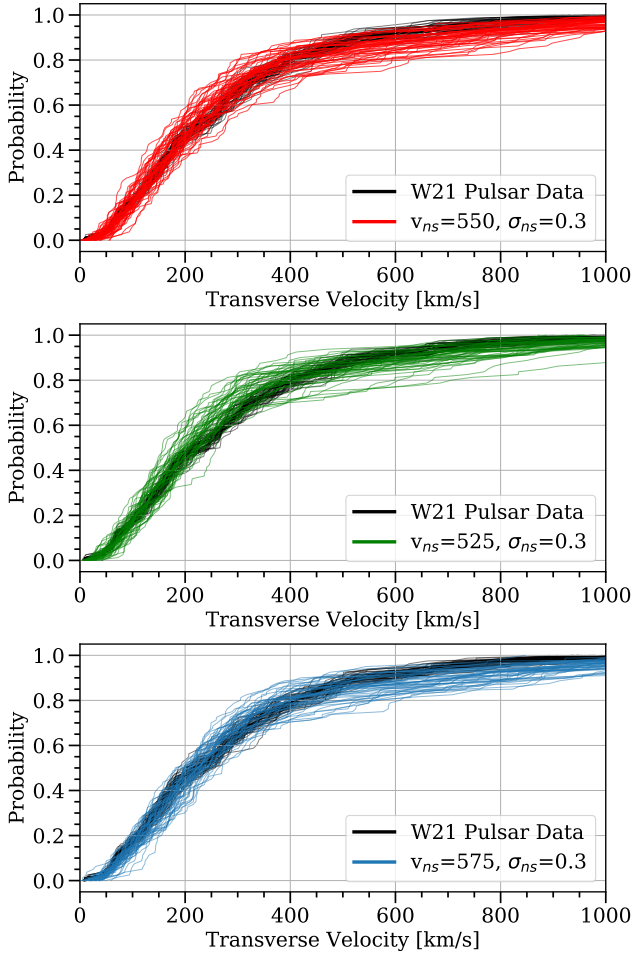 1.0
0.8
0.6
0.4
0.2
0.0
Probability
W21 Pulsar Data
v_ns=550, σ_ns=0.3
0 200 400 600 800 1000
Transverse Velocity [km/s]
1.0
0.8
0.6
0.4
0.2
0.0
Probability
W21 Pulsar Data
v_ns=525, σ_ns=0.3
0 200 400 600 800 1000
Transverse Velocity [km/s]
1.0
0.8
0.6
0.4
0.2
0.0
Probability
W21 Pulsar Data
v_ns=575, σ_ns=0.3
0 200 400 600 800 1000
Transverse Velocity [km/s]